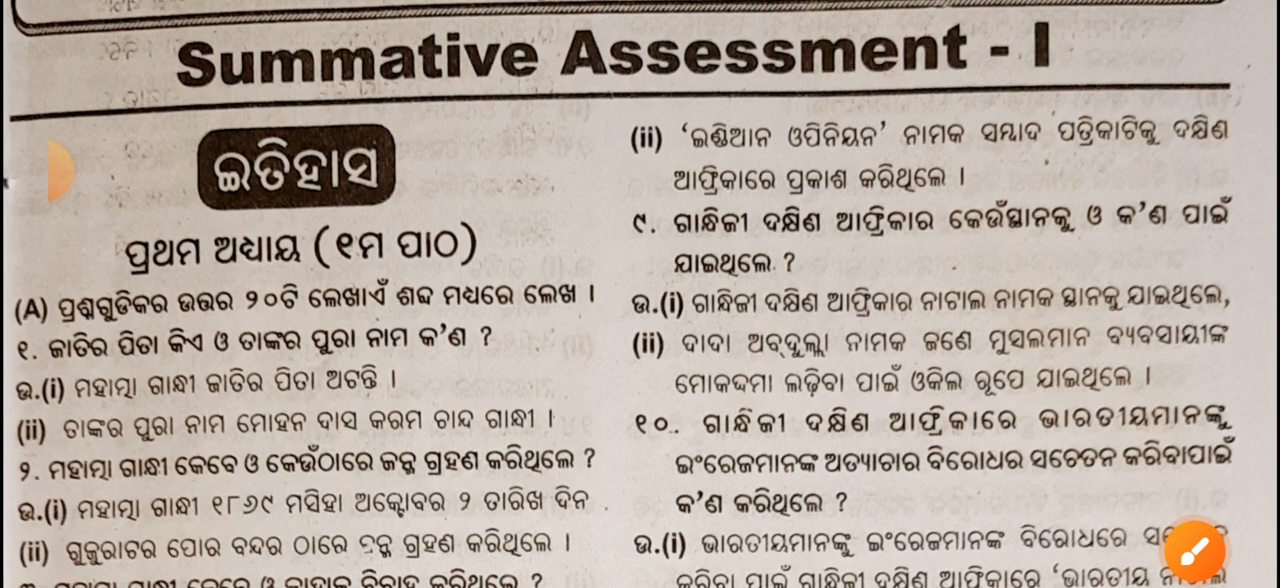 Summative Assessment - I
ଇତିହାସ
ପ୍ରଥମ ଅଧ୍ୟାୟ (୧ମ ପାଠ)
(A) ପ୍ରଶ୍ନଗୁଡିକର ଉତ୍ତର ୨୦ଟି ଲେଖାଏଁ ଶବ୍ଦ ମଧ୍ୟରେ ଲେଖ ।
୧. ଜାତିର ପିତା କିଏ ଓ ତାଙ୍କର ପୁରା ନାମ କ'ଣ ?
ଉ.(i) ମହାତ୍ମା ଗାନ୍ଧୀ ଜାତିର ପିତା ଅଟନ୍ତି ।
(ii) ତାଙ୍କର ପୁରା ନାମ ମୋହନ ଦାସ କରମ ଚାନ୍ଦ ଗାନ୍ଧୀ ।
୨. ମହାତ୍ମା ଗାନ୍ଧୀ କେବେ ଓ କେଉଁଠାରେ ଜନ୍ମ ଗ୍ରହଣ କରିଥିଲେ ?
ଉ.(i) ମହାତ୍ମା ଗାନ୍ଧୀ ୧୮୬୯ ମସିହା ଅକ୍ଟୋବର ୨ ତାରିଖ ଦିନ
(ii) ଗୁଜୁରାଟର ପୋର ବନ୍ଦର ଠାରେ ଜନ୍ମ ଗ୍ରହଣ କରିଥିଲେ ।
(ii) 'ଇଣ୍ଡିଆନ ଓପିନିୟନ' ନାମକ ସମ୍ବାଦ ପତ୍ରିକାଟିକୁ ଦକ୍ଷିଣ
ଆଫ୍ରିକାରେ ପ୍ରକାଶ କରିଥିଲେ ।
୯. ଗାନ୍ଧିଜୀ ଦକ୍ଷିଣ ଆଫ୍ରିକାର କେଉଁସ୍ଥାନକୁ ଓ କ'ଣ ପାଇଁ
ଯାଇଥିଲେ ?
ଉ.(i) ଗାନ୍ଧିଜୀ ଦକ୍ଷିଣ ଆଫ୍ରିକାର ନାଟାଲ ନାମକ ସ୍ଥାନକୁ ଯାଇଥିଲେ,
(ii) ଦାଦା ଅବ୍‌ଦୁଲ୍ଲା ନାମକ ଜଣେ ମୁସଲମାନ ବ୍ୟବସାୟୀଙ୍କ
ମୋକଦ୍ଦମା ଲଢ଼ିବା ପାଇଁ ଓକିଲ ରୂପେ ଯାଇଥିଲେ ।
୧୦. ଗାନ୍ଧିଜୀ ଦକ୍ଷିଣ ଆଫ୍ରିକାରେ ଭାରତୀୟମାନଙ୍କୁ
ଇଂରେଜମାନଙ୍କ ଅତ୍ୟାଚାର ବିରୋଧର ସଚେତନ କରିବାପାଇଁ
କ'ଣ କରିଥିଲେ ?
ଉ.(i) ଭାରତୀୟମାନଙ୍କୁ ଇଂରେଜମାନଙ୍କ ବିରୋଧରେ
କରିବା ପାଇଁ ଗାନ୍ଧିଜୀ ଦକ୍ଷିଣ ଆଫ୍ରିକାରେ 'ଭାରତୀୟ